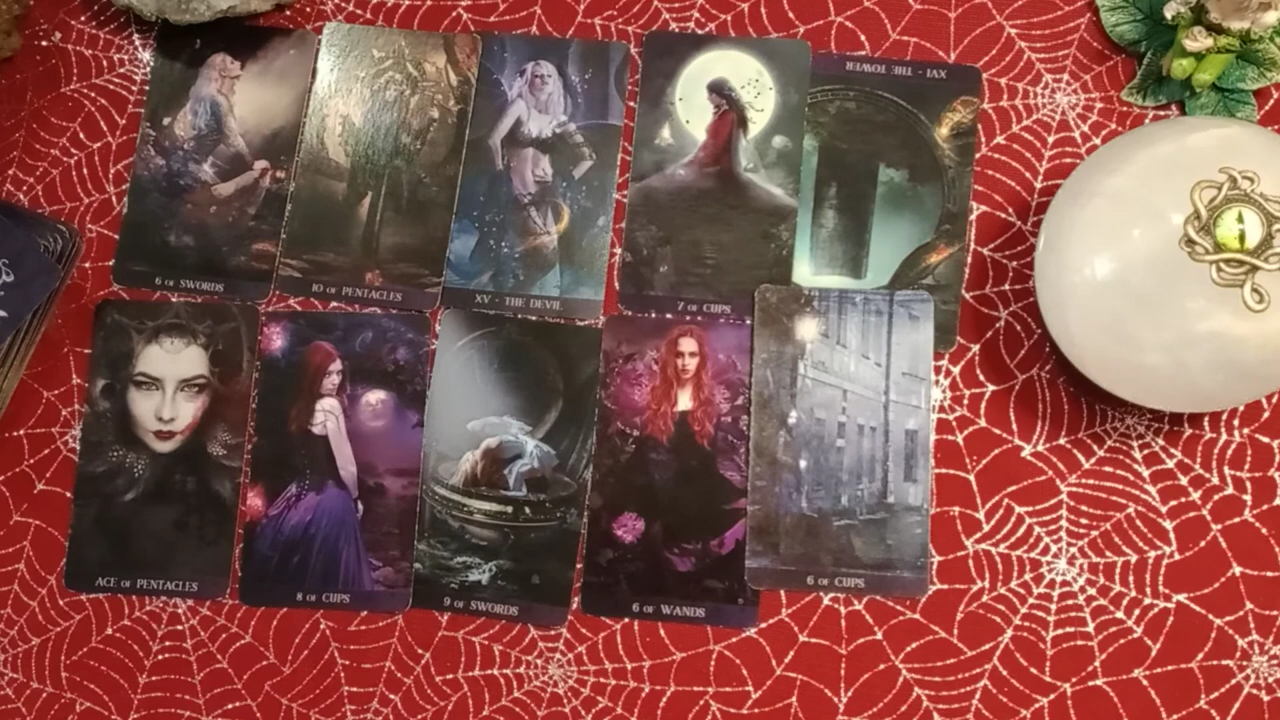 6 OF SWORDS
10 OF PENTACLES
XV - THE DEVIL
7 OF CUPS
XVI - THE TOWER
ACE OF PENTACLES
8 OF CUPS
9 OF SWORDS
6 OF WANDS
6 OF CUPS